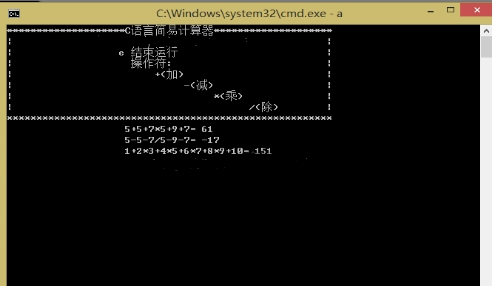 C:\Windows\system32\cmd.exe - a
C语言简易计算器
e 结束运行
操作符:
+(加)
-(减)
*(乘)
/(除)
5+5+7*5+9+7= 61
5-5-7/5-9-7= -17
1+2*3+4*5+6*7+8*9+10= 151